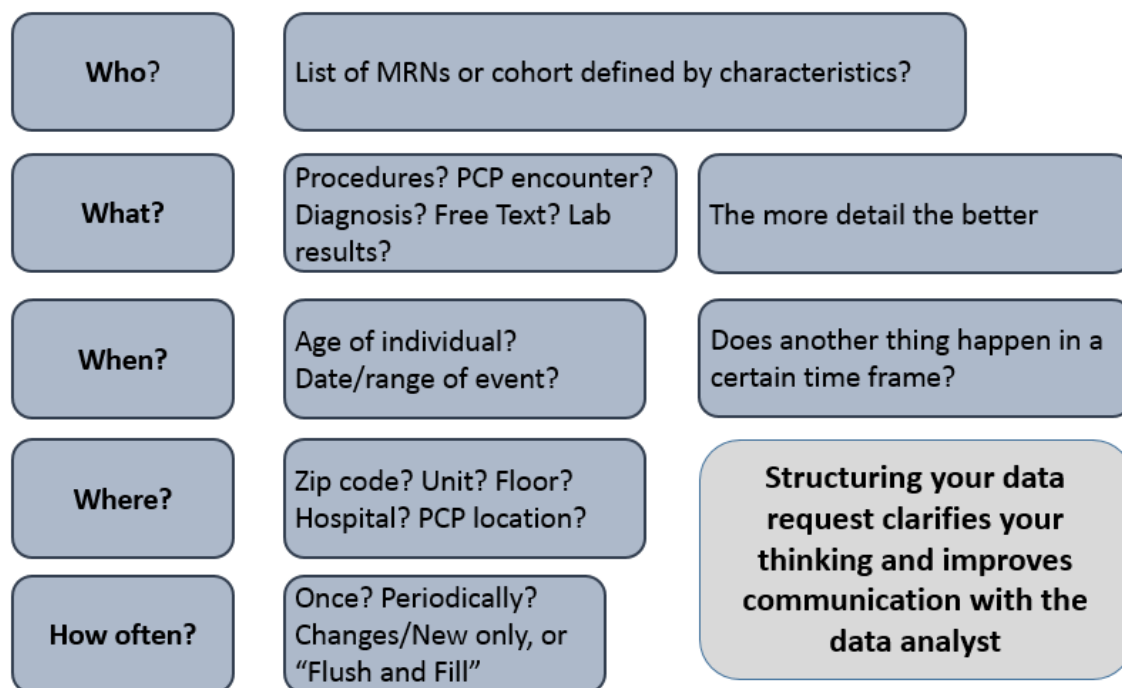 Who?
List of MRNs or cohort defined by characteristics?
What?
Procedures? PCP encounter?
Diagnosis? Free Text? Lab
results?
The more detail the better
When?
Age of individual?
Date/range of event?
Does another thing happen in a
certain time frame?
Where?
Zip code? Unit? Floor?
Hospital? PCP location?
How often?
Once? Periodically?
Changes/New only, or
“Flush and Fill”
Structuring your data
request clarifies your
thinking and improves
communication with the
data analyst